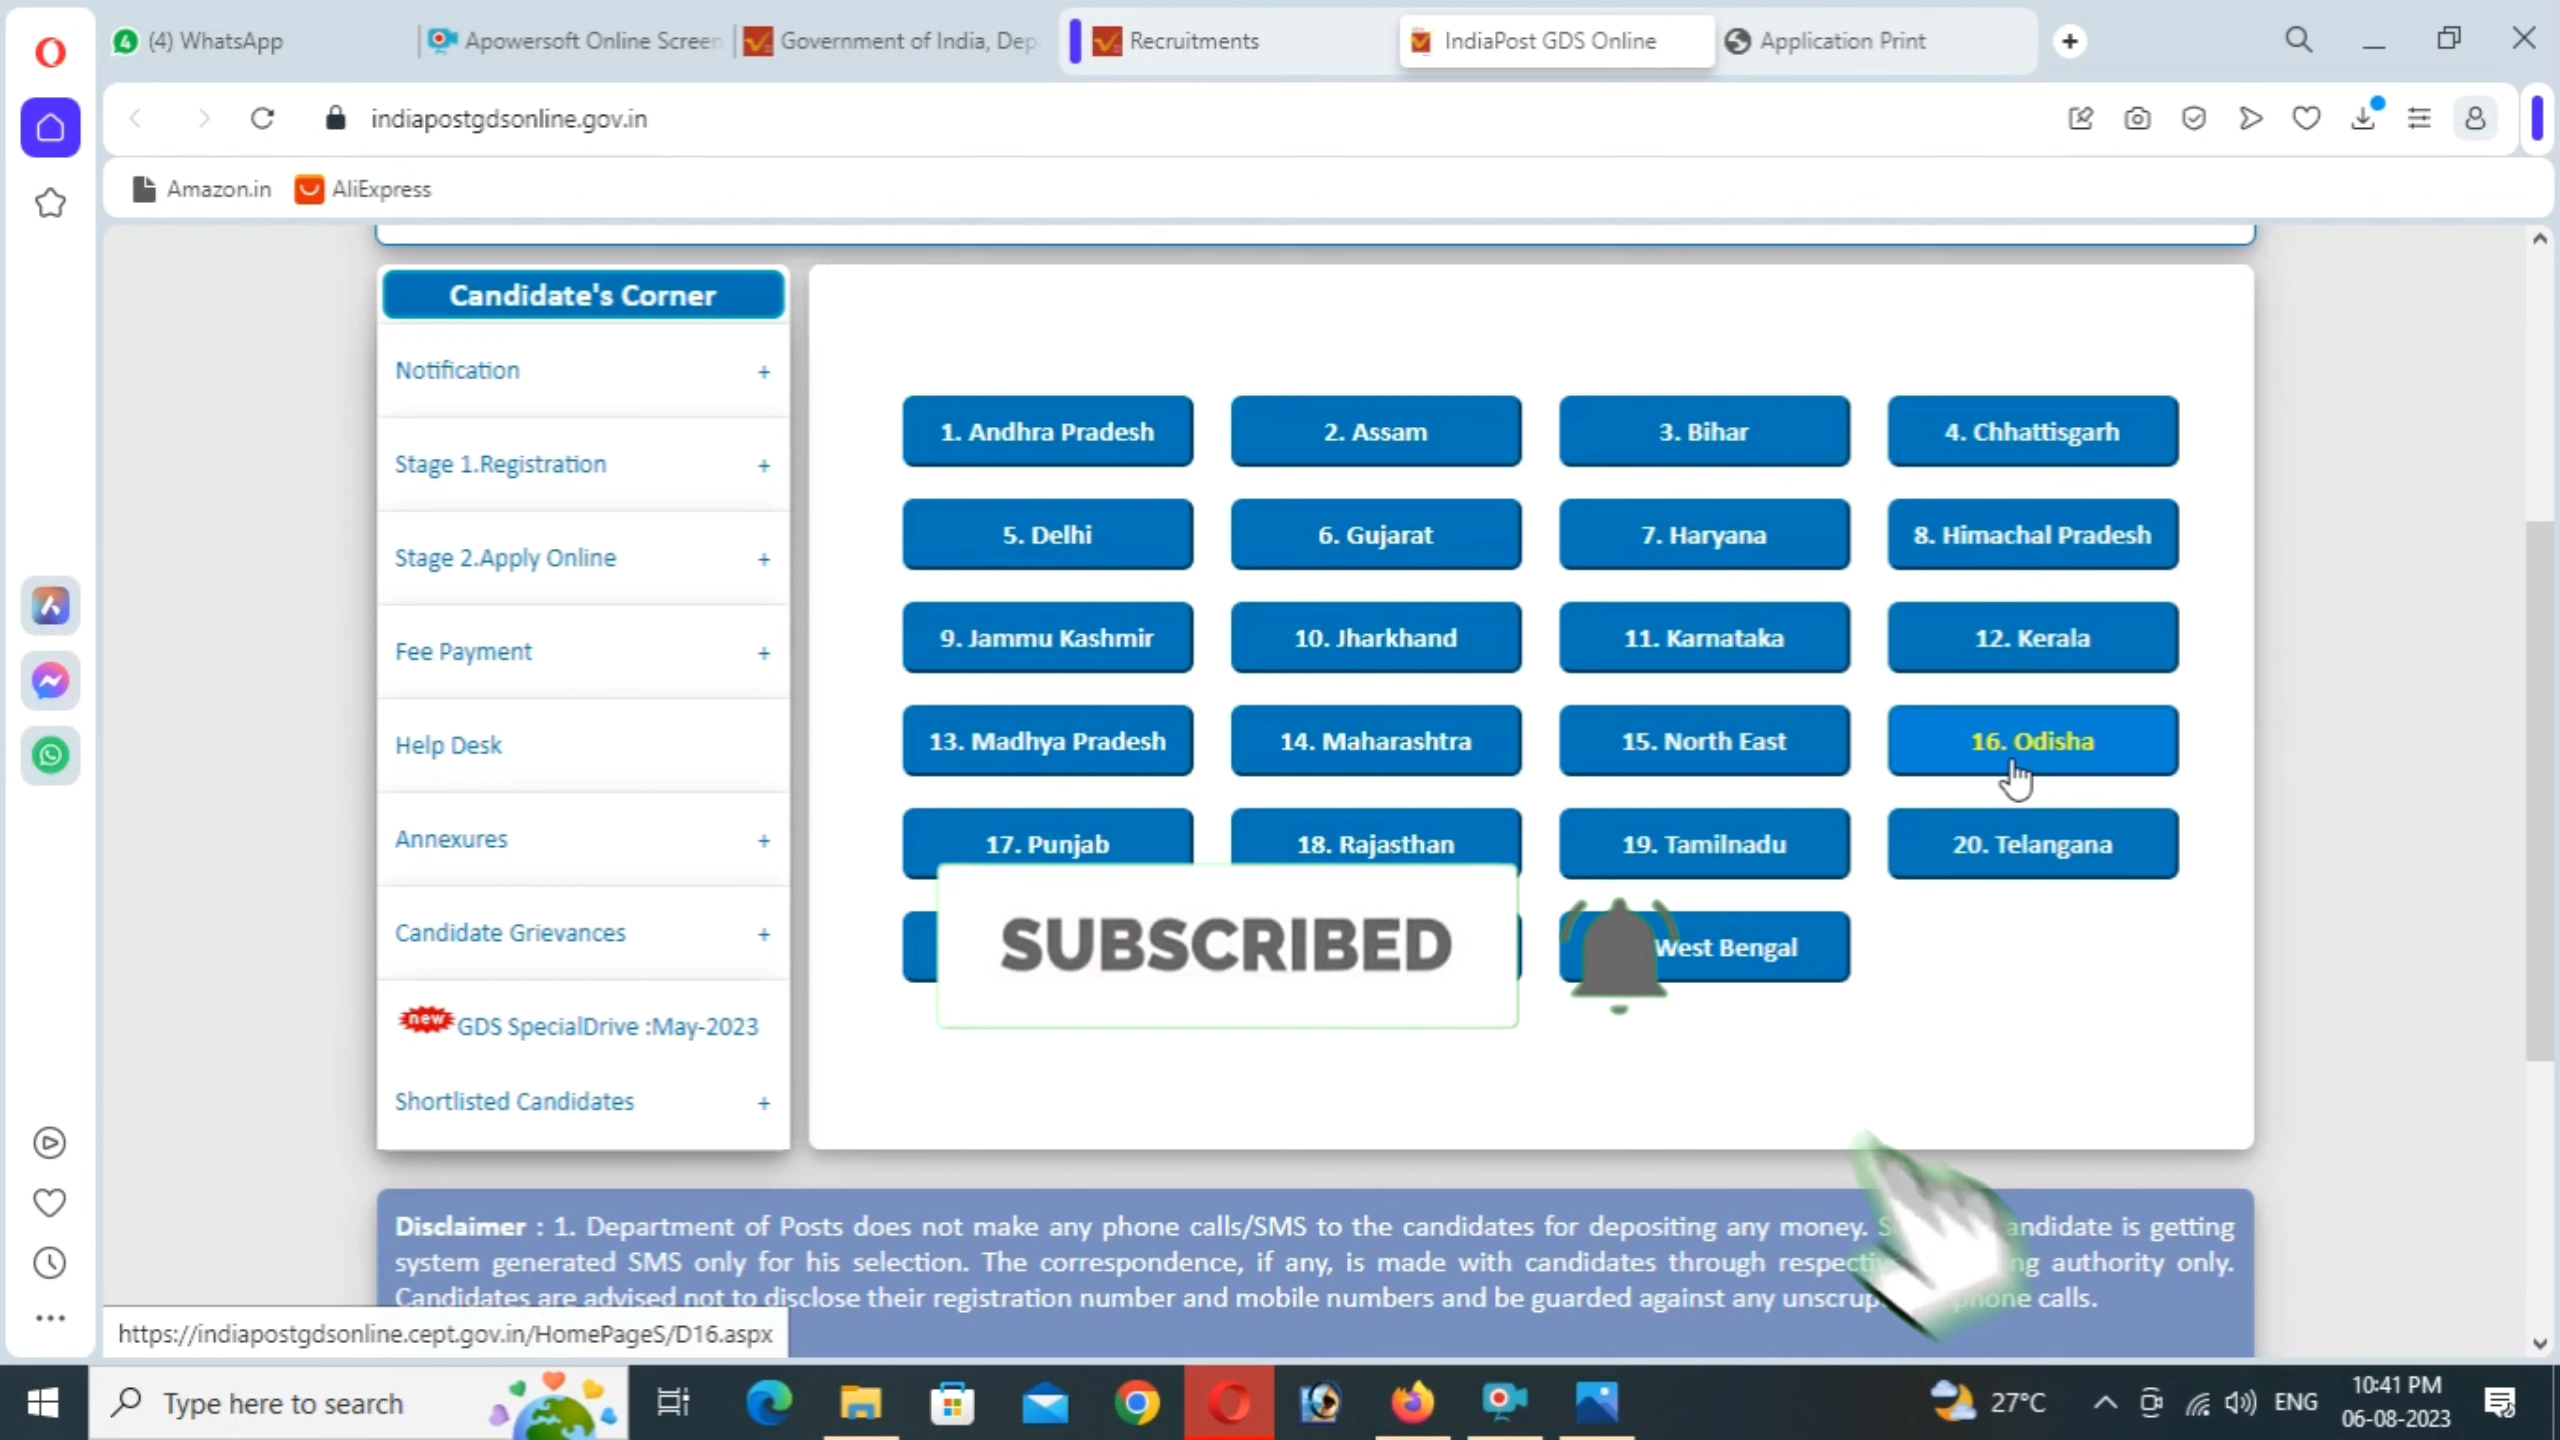 (4) WhatsApp
Apowersoft Online Screen
Government of India, Dep
Recruitments
IndiaPost GDS Online
Application Print
indiapostgdsonline.gov.in
Amazon.in
AliExpress
Candidate's Corner
Notification +
Stage 1.Registration +
Stage 2.Apply Online +
Fee Payment +
Help Desk
Annexures +
Candidate Grievances +
new GDS SpecialDrive :May-2023
Shortlisted Candidates +
1. Andhra Pradesh
2. Assam
3. Bihar
4. Chhattisgarh
5. Delhi
6. Gujarat
7. Haryana
8. Himachal Pradesh
9. Jammu Kashmir
10. Jharkhand
11. Karnataka
12. Kerala
13. Madhya Pradesh
14. Maharashtra
15. North East
16. Odisha
17. Punjab
18. Rajasthan
19. Tamilnadu
20. Telangana
West Bengal
SUBSCRIBED
Disclaimer : 1. Department of Posts does not make any phone calls/SMS to the candidates for depositing any money. andidate is getting
system generated SMS only for his selection. The correspondence, if any, is made with candidates through authority only.
Candidates are advised not to disclose their registration number and mobile numbers and be guarded against any phone calls.
https://indiapostgdsonline.cept.gov.in/HomePageS/D16.aspx
Type here to search
27°C
ENG
10:41 PM
06-08-2023